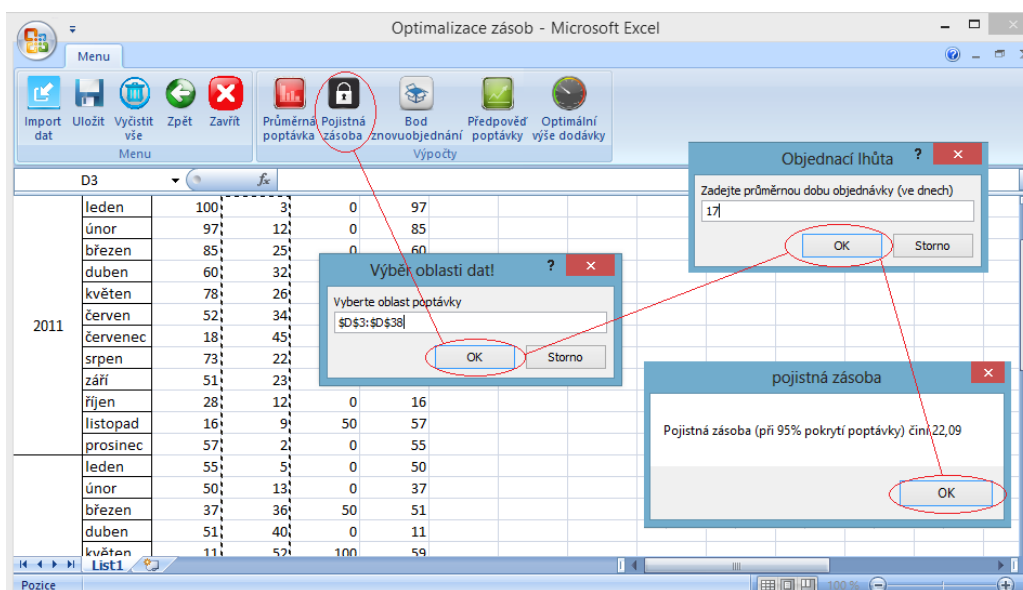 Optimalizace zásob - Microsoft Excel
Menu
Import dat
Uložit
Vyčistit vše
Zpět
Zavřít
Menu
Průměrná poptávka
Pojistná zásoba
Bod znovuobjednání
Předpověď poptávky
Optimální výše dodávky
Výpočty
D3
fx
2011
leden 100 3 0 97
únor 97 12 0 85
březen 85 25 0 60
duben 60 32
květen 78 26
červen 52 34
červenec 18 45
srpen 73 22
září 51 23
říjen 28 12 0 16
listopad 16 9 50 57
prosinec 57 2 0 55
leden 55 5 0 50
únor 50 13 0 37
březen 37 36 50 51
duben 51 40 0 11
květen 11 52 100 59
Výběr oblasti dat! ?
Vyberte oblast poptávky
$D$3:$D$38
OK Storno
Objednací lhůta ?
Zadejte průměrnou dobu objednávky (ve dnech)
17
OK Storno
pojistná zásoba
Pojistná zásoba (při 95% pokrytí poptávky) činí 22,09
OK
List1
Pozice
100 %